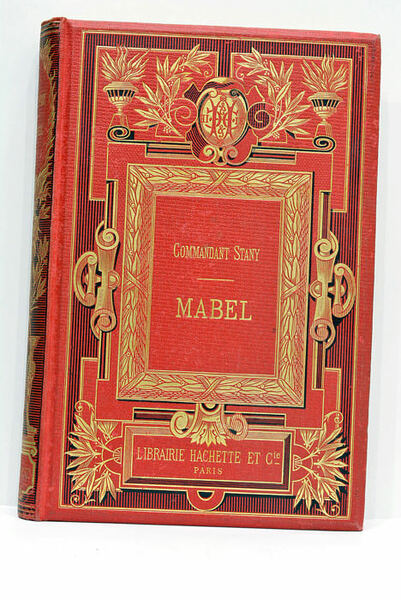 COMMANDANT STANY
MABEL
LIBRAIRIE HACHETTE ET Cie
PARIS